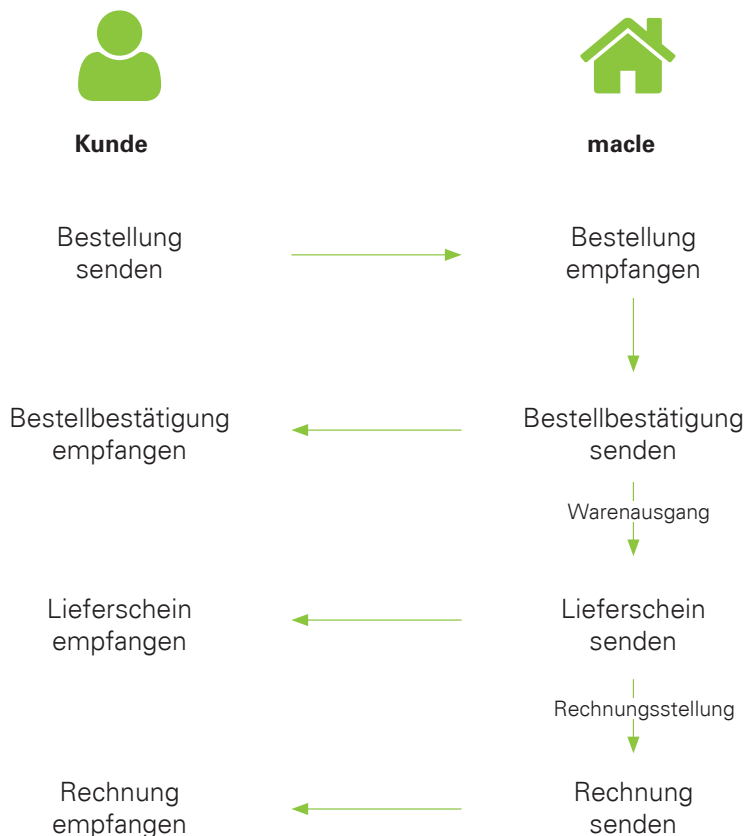 Kunde
macle
Bestellung
senden
Bestellung
empfangen
Bestellbestätigung
empfangen
Bestellbestätigung
senden
Warenausgang
Lieferschein
empfangen
Lieferschein
senden
Rechnungsstellung
Rechnung
empfangen
Rechnung
senden